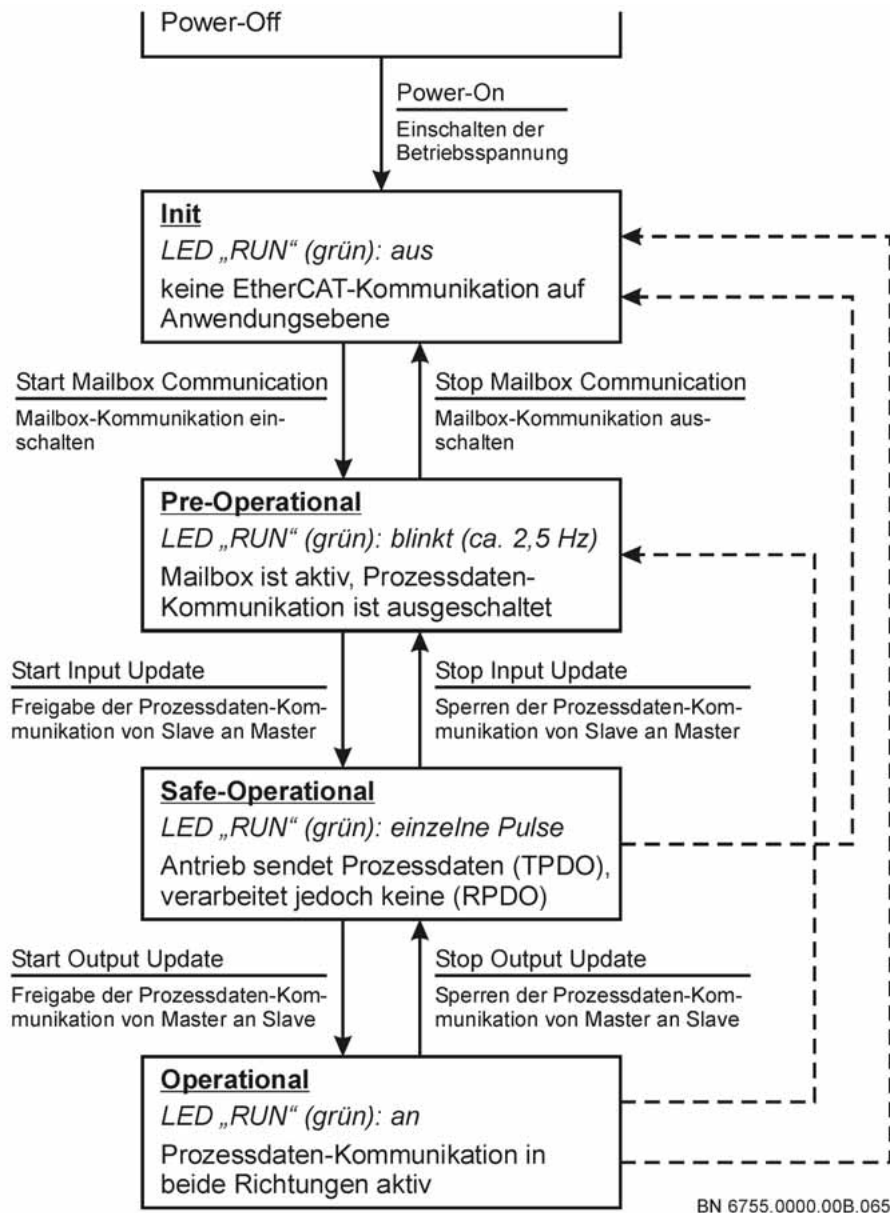 Power-Off
Power-On
Einschalten der
Betriebsspannung
Init
LED „RUN“ (grün): aus
keine EtherCAT-Kommunikation auf
Anwendungsebene
Start Mailbox Communication
Mailbox-Kommunikation ein-
schalten
Stop Mailbox Communication
Mailbox-Kommunikation aus-
schalten
Pre-Operational
LED „RUN“ (grün): blinkt (ca. 2,5 Hz)
Mailbox ist aktiv, Prozessdaten-
Kommunikation ist ausgeschaltet
Start Input Update
Freigabe der Prozessdaten-Kom-
munikation von Slave an Master
Stop Input Update
Sperren der Prozessdaten-Kom-
munikation von Slave an Master
Safe-Operational
LED „RUN“ (grün): einzelne Pulse
Antrieb sendet Prozessdaten (TPDO),
verarbeitet jedoch keine (RPDO)
Start Output Update
Freigabe der Prozessdaten-Kom-
munikation von Master an Slave
Stop Output Update
Sperren der Prozessdaten-Kom-
munikation von Master an Slave
Operational
LED „RUN“ (grün): an
Prozessdaten-Kommunikation in
beide Richtungen aktiv
BN 6755.0000.00B.065